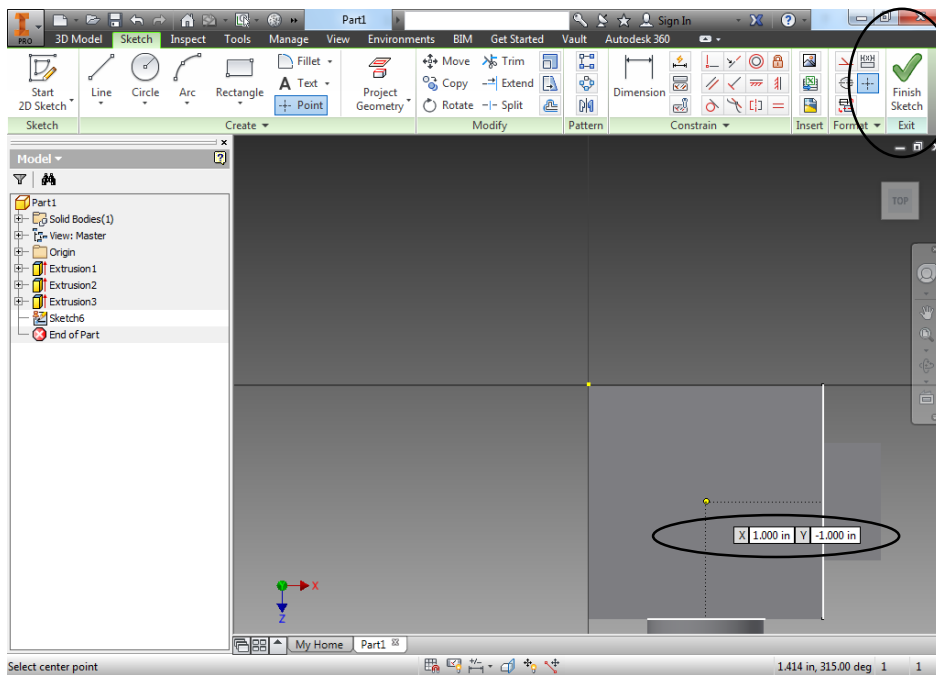 PRO
Part1
Sign In
3D Model Sketch Inspect Tools Manage View Environments BIM Get Started Vault Autodesk 360
Start
2D Sketch
Line
Circle
Arc
Rectangle
Fillet
Text
Point
Project
Geometry
Move
Copy
Rotate
Trim
Extend
Split
Dimension
Finish
Sketch
Sketch Create Modify Pattern Constrain Insert Format Exit
Model
Part1
Solid Bodies(1)
View: Master
Origin
Extrusion1
Extrusion2
Extrusion3
Sketch6
End of Part
TOP
X 1.000 in Y -1.000 in
X
Z
My Home Part1
Select center point 1.414 in, 315.00 deg 1 1